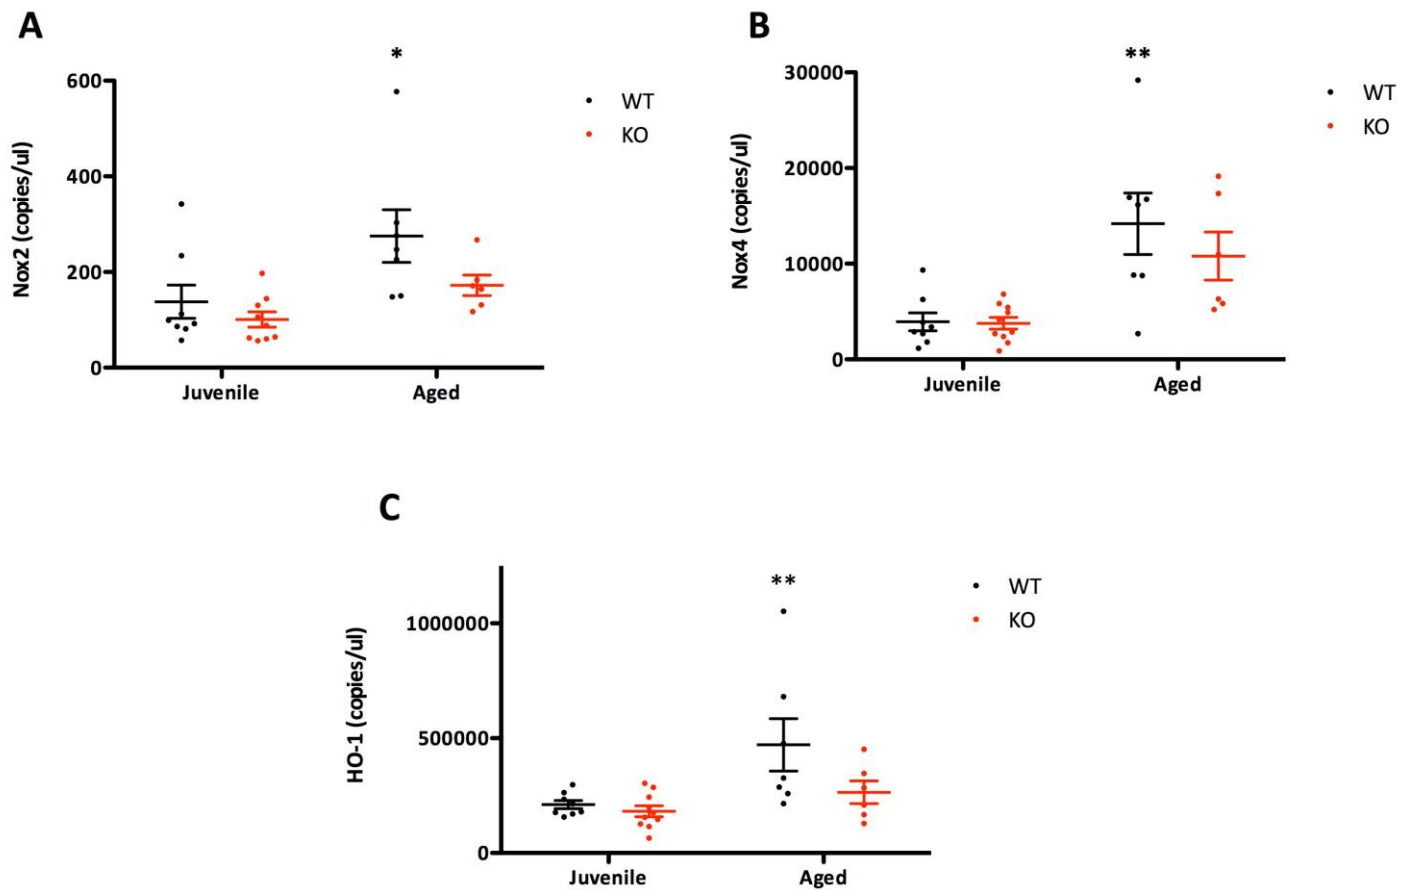 A
*
600
400
200
0
Nox2 (copies/ul)
Juvenile
Aged
WT
KO
B
**
30000
20000
10000
0
Nox4 (copies/ul)
Juvenile
Aged
WT
KO
C
**
1000000
500000
0
HO-1 (copies/ul)
Juvenile
Aged
WT
KO